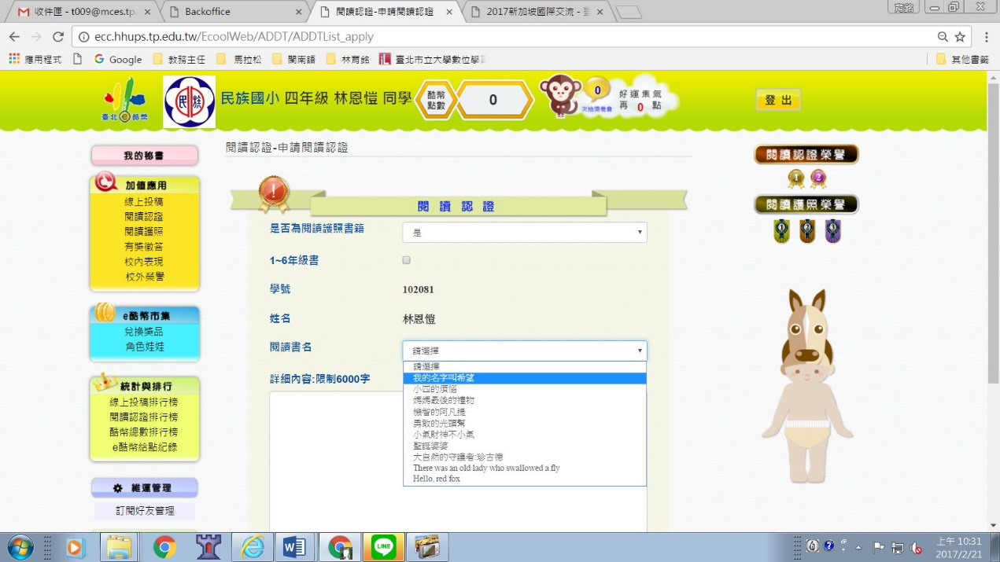 收件匣 - t009@mces.tp.
Backoffice
閱讀認證-申請閱讀認證
2017新加坡國際交流 -
ecc.hhups.tp.edu.tw/EcoolWeb/ADDT/ADDTList_apply
應用程式 Google 教務主任 馬拉松 閩南語 林育銘 臺北市立大學數位學 其他書籤
臺北e酷幣
民族
民族國小 四年級 林恩愷 同學
酷幣
點數
0
0
次抽獎機會
好運集氣
再 0 點
登 出
我的秘書
加值應用
線上投稿
閱讀認證
閱讀護照
有獎徵答
校內表現
校外榮譽
e酷幣市集
兌換獎品
角色娃娃
統計與排行
線上投稿排行榜
閱讀認證排行榜
酷幣總數排行榜
e酷幣給點紀錄
維運管理
訂閱好友管理
閱讀認證-申請閱讀認證
閱 讀 認 證
是否為閱讀護照書籍
是
1~6年級書
學號
102081
姓名
林恩愷
閱讀書名
請選擇
請選擇
我的名字叫希望
小四的煩惱
媽媽最後的禮物
機智的阿凡提
勇敢的光頭幫
小氣財神不小氣
聖誕婆婆
大自然的守護者:珍古德
There was an old lady who swallowed a fly
Hello, red fox
詳細內容:限制6000字
閱讀認證榮譽
1 2
閱讀護照榮譽
1 2 3
LINE
上午 10:31
2017/2/21